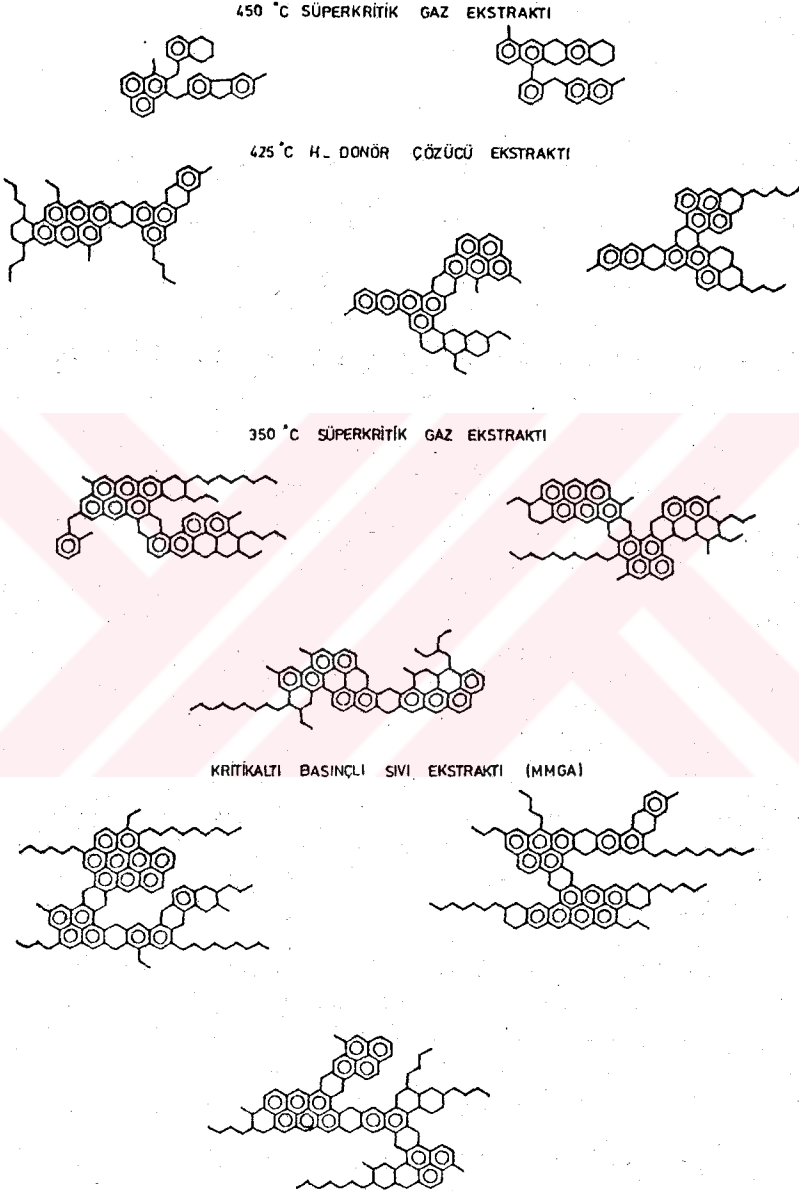 450 °C SÜPERKRİTİK GAZ EKSTRAKTI
425 °C H_ DONÖR ÇÖZÜCÜ EKSTRAKTI
350 °C SÜPERKRİTİK GAZ EKSTRAKTI
KRİTİKALTI BASINÇLI SIVI EKSTRAKTI (MMGA)